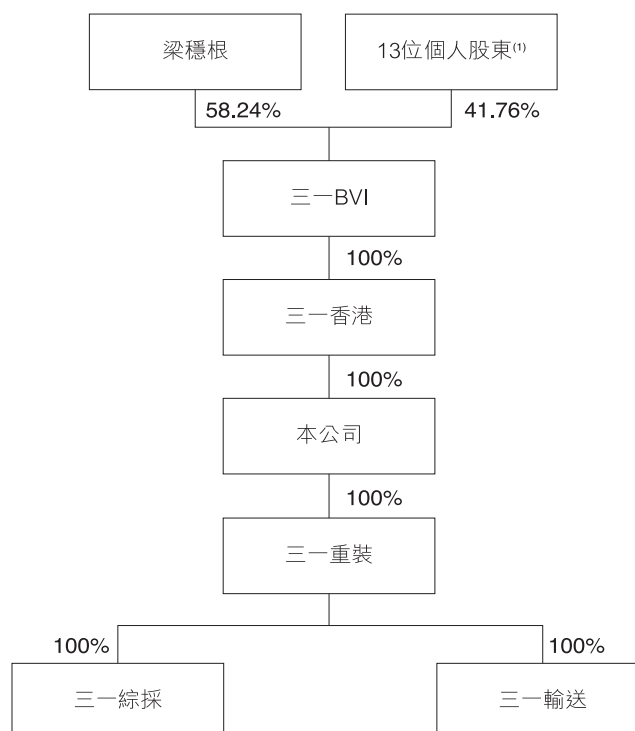 梁穩根
13位個人股東⁽¹⁾
58.24%
41.76%
三一BVI
100%
三一香港
100%
本公司
100%
三一重裝
100%
100%
三一綜採
三一輸送